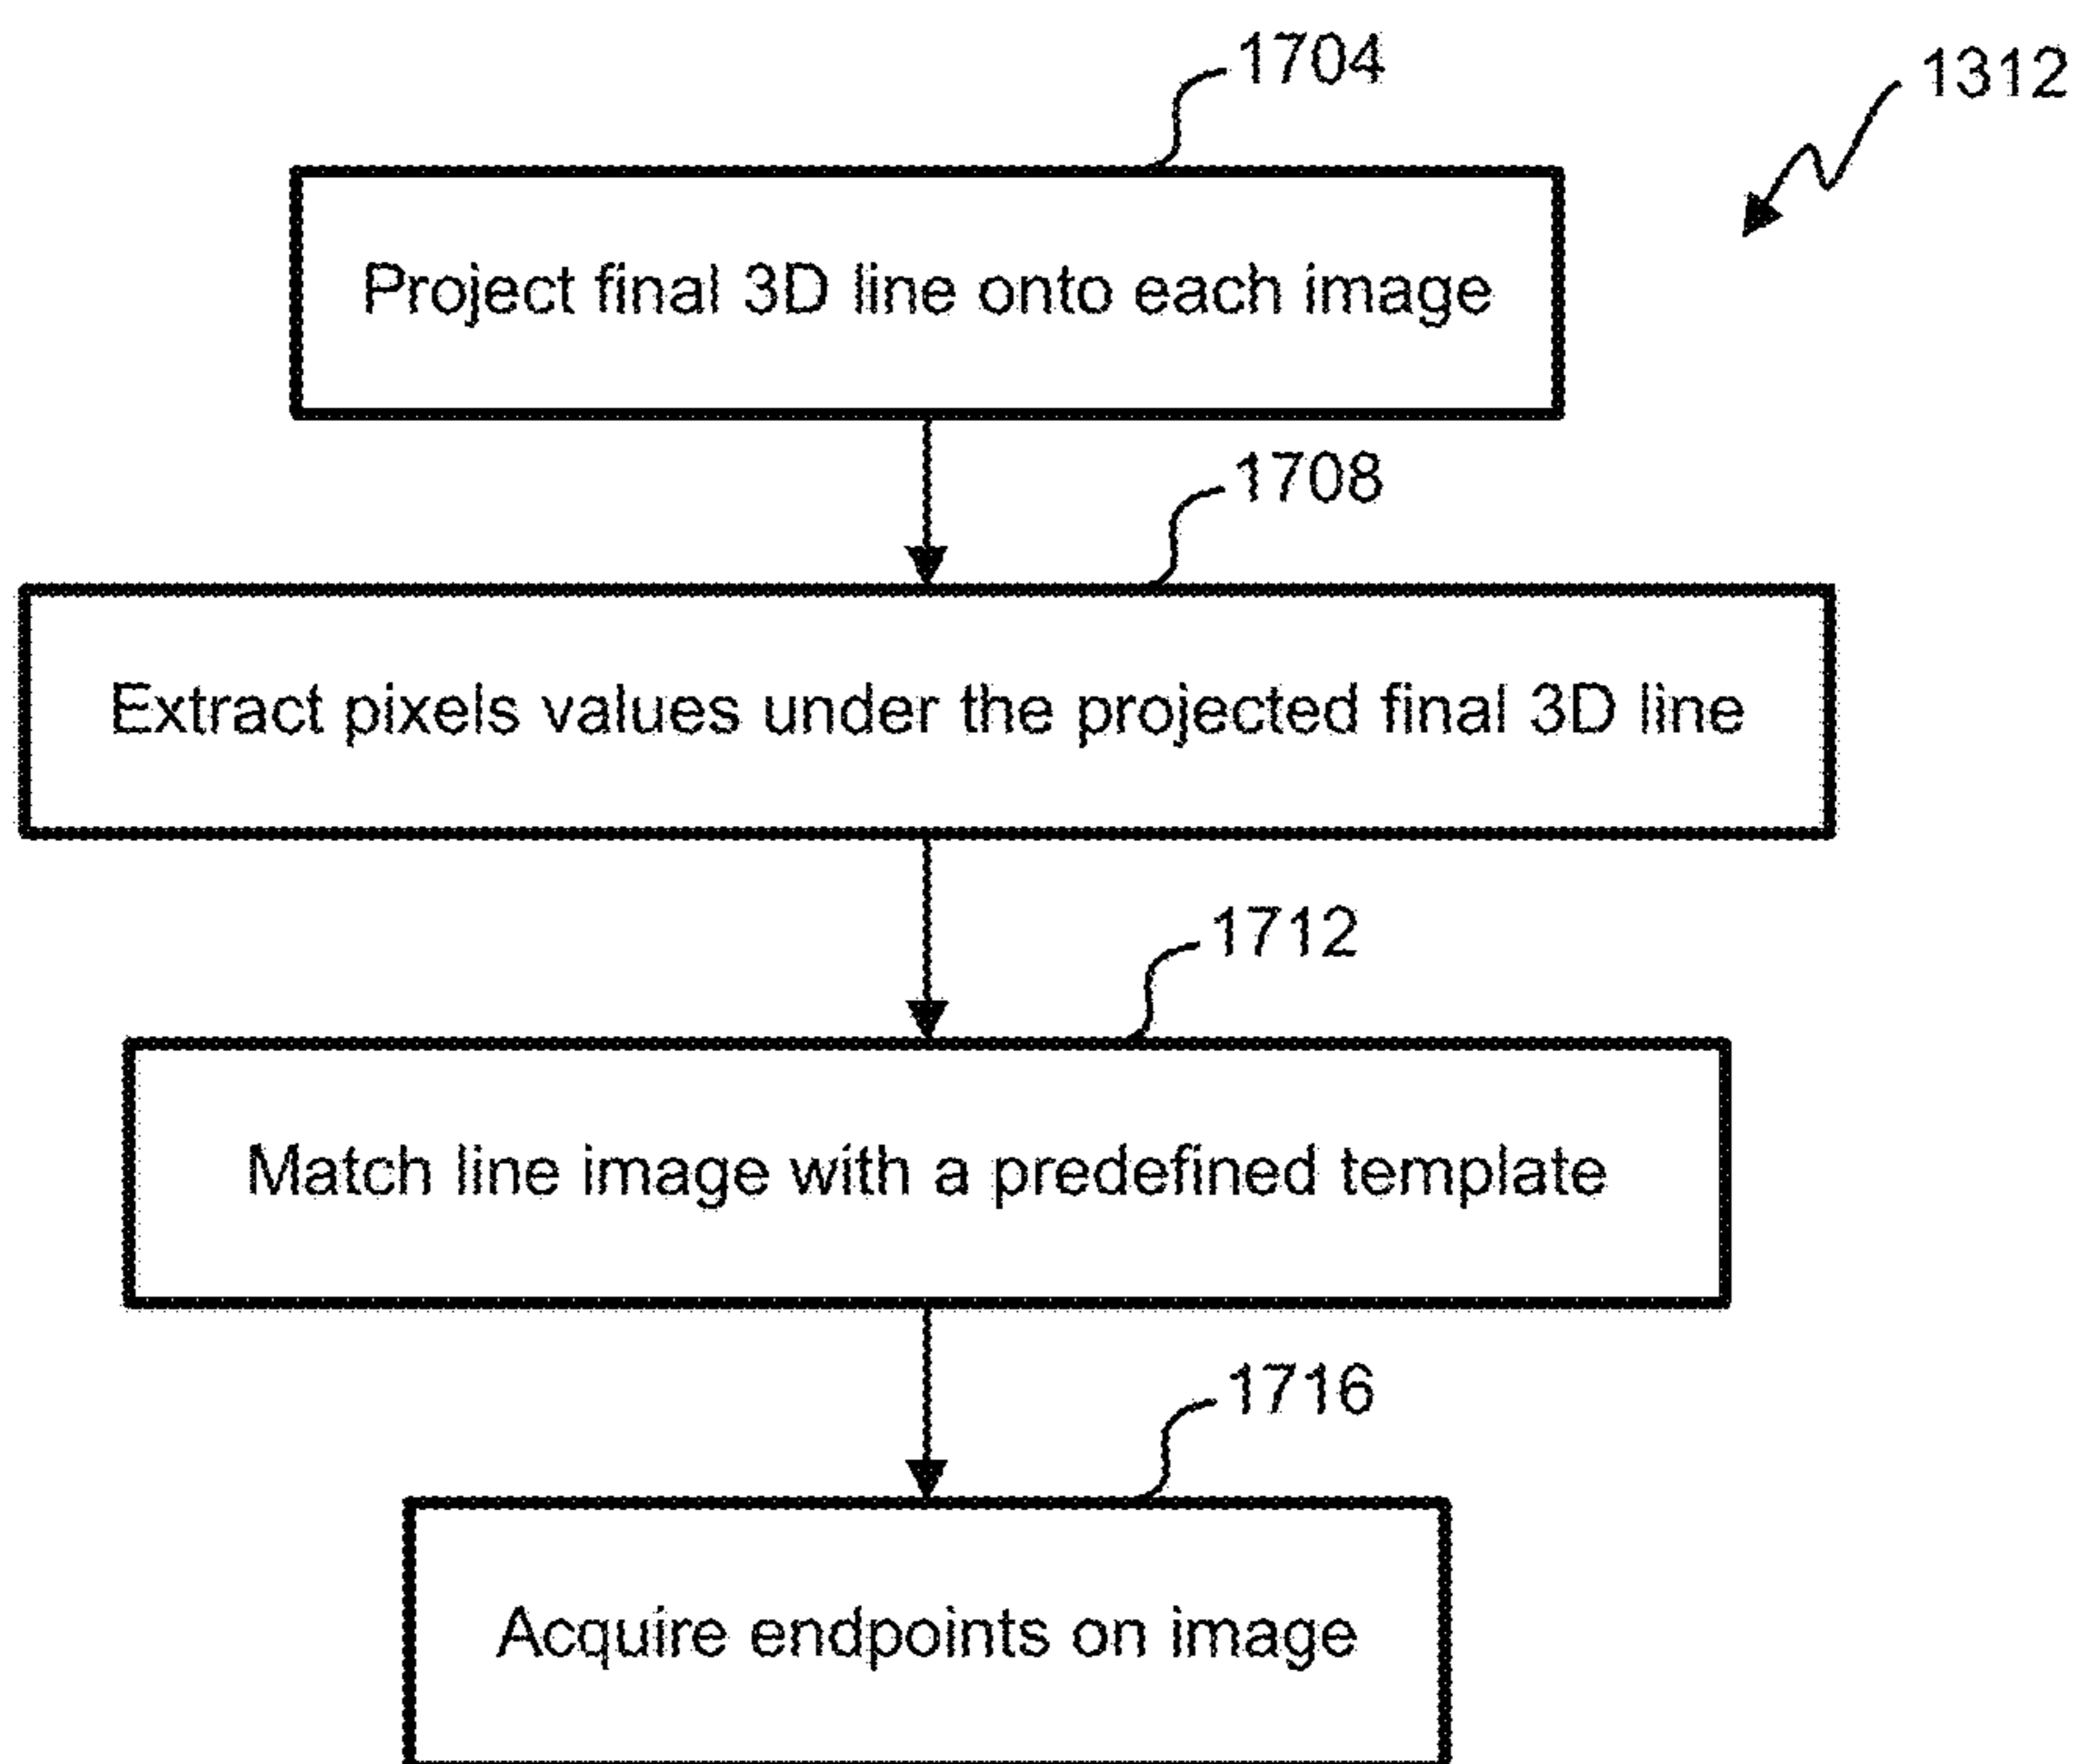 1704
1312
Project final 3D line onto each image
1708
Extract pixels values under the projected final 3D line
1712
Match line image with a predefined template
1716
Acquire endpoints on image